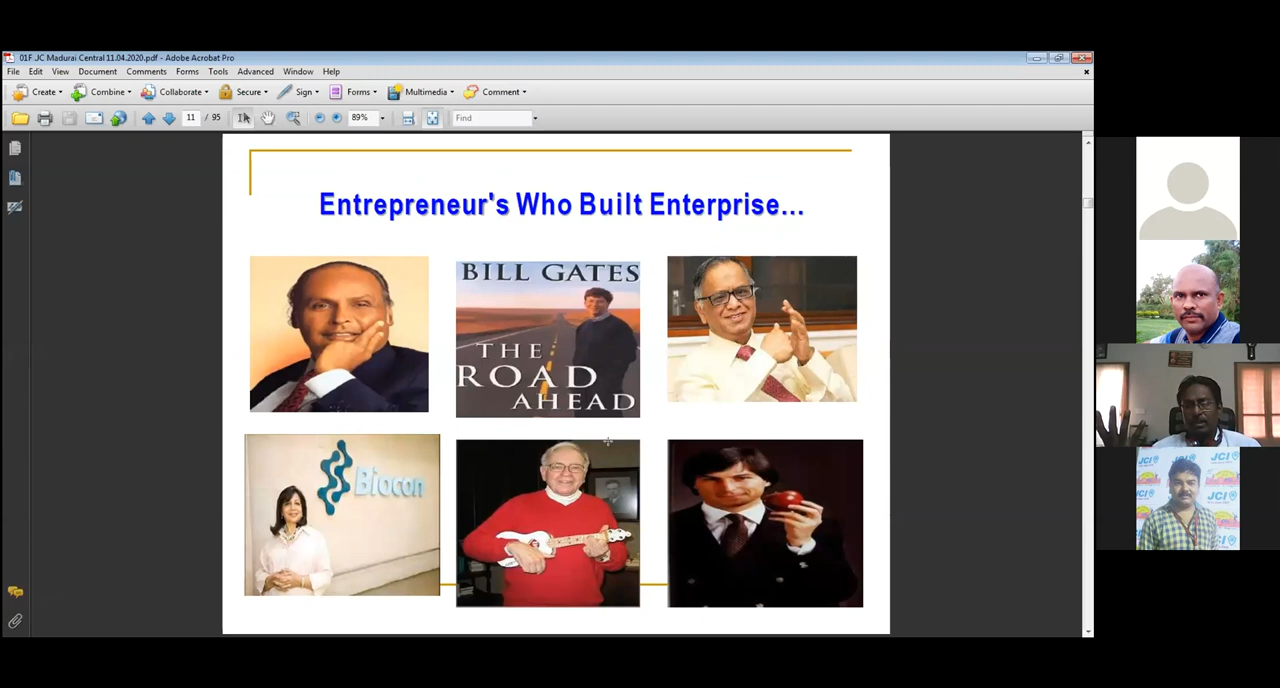 01F JC Madurai Central 11.04.2020.pdf - Adobe Acrobat Pro
File Edit View Document Comments Forms Tools Advanced Window Help
Create Combine Collaborate Secure Sign Forms Multimedia Comment
11 / 95 89% Find
Entrepreneur's Who Built Enterprise...
BILL GATES
THE
ROAD
AHEAD
Biocon
JCI
JCI
JCI
JCI